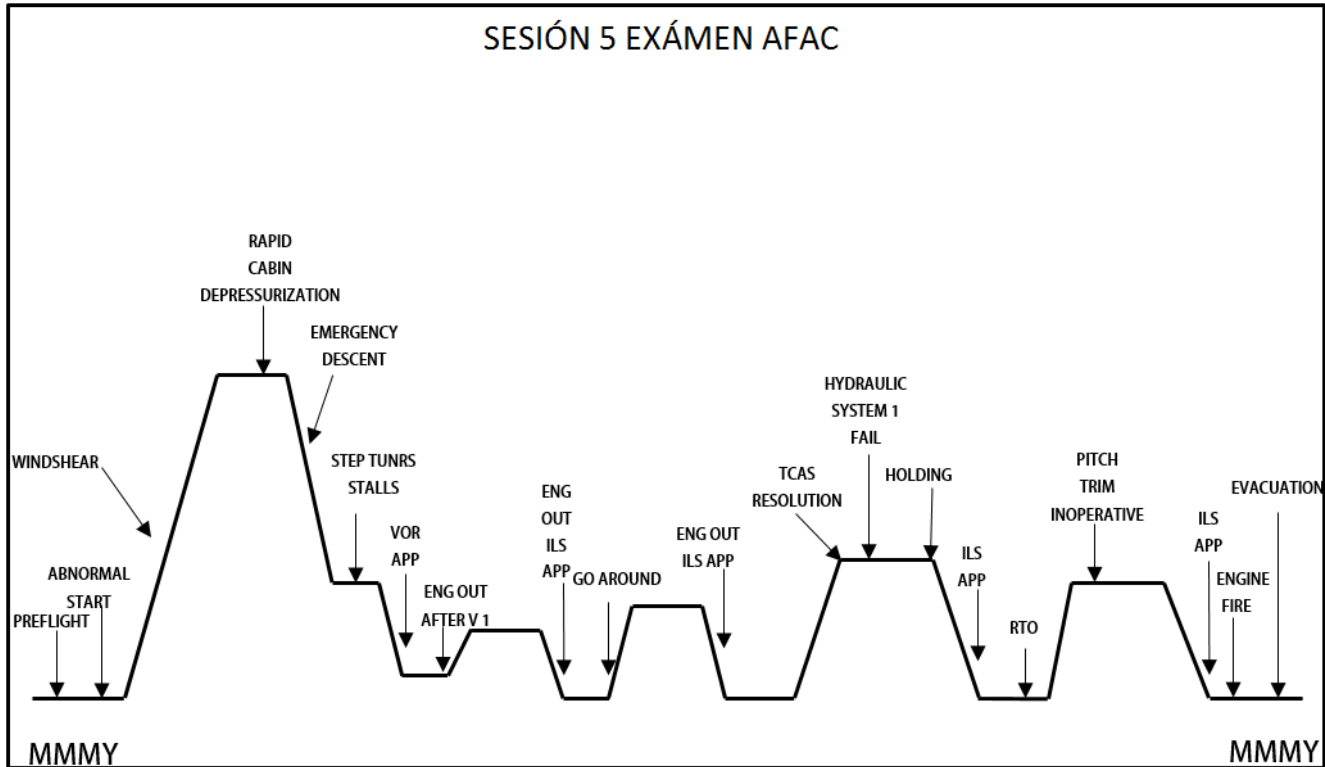 SESIÓN 5 EXÁMEN AFAC
PREFLIGHT
ABNORMAL
START
WINDSHEAR
RAPID
CABIN
DEPRESSURIZATION
EMERGENCY
DESCENT
STEP TUNRS
STALLS
VOR
APP
ENG OUT
AFTER V 1
ENG
OUT
ILS
APP
GO AROUND
ENG OUT
ILS APP
TCAS
RESOLUTION
HYDRAULIC
SYSTEM 1
FAIL
HOLDING
ILS
APP
RTO
PITCH
TRIM
INOPERATIVE
ILS
APP
ENGINE
FIRE
EVACUATION
MMMY
MMMY